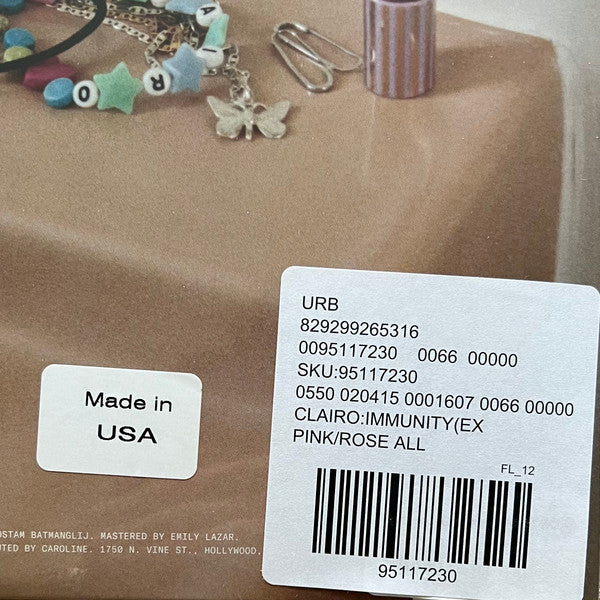 A
I
R
O
URB
829299265316
0095117230 0066 00000
SKU:95117230
0550 020415 0001607 0066 00000
CLAIRO:IMMUNITY(EX
PINK/ROSE ALL
FL_12
95117230
Made in
USA
OSTAM BATMANGLIJ. MASTERED BY EMILY LAZAR.
UTED BY CAROLINE. 1750 N. VINE ST., HOLLYWOOD,